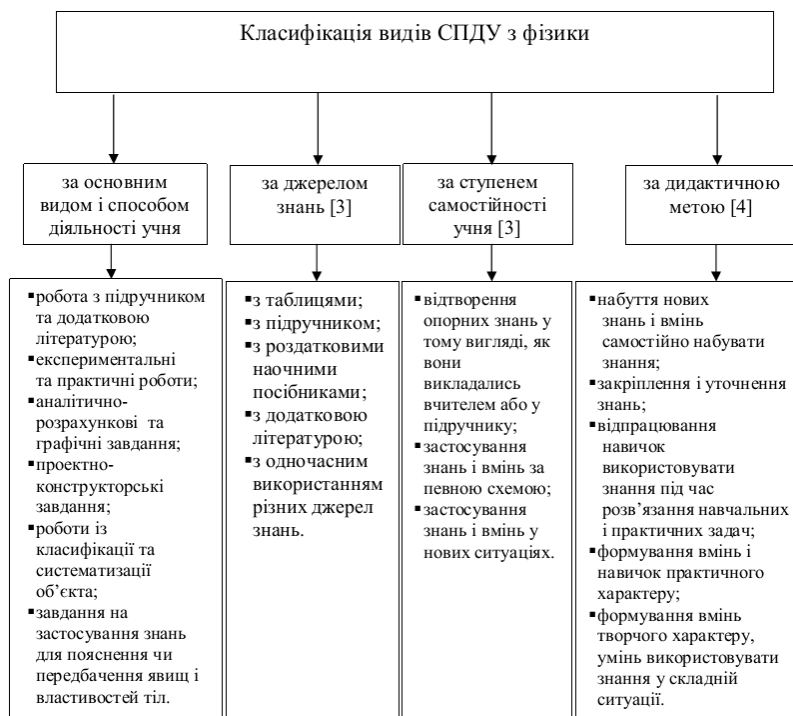 Класифікація видів СПДУ з фізики
за основним
видом і способом
діяльності учня
за джерелом
знань [3]
за ступенем
самостійності
учня [3]
за дидактичною
метою [4]
▪робота з підручником
та додатковою
літературою;
▪експериментальні
та практичні роботи;
▪аналітично-
розрахункові та
графічні завдання;
▪проектно-
конструкторські
завдання;
▪роботи із
класифікації та
систематизації
об’єкта;
▪завдання на
застосування знань
для пояснення чи
передбачення явищ і
властивостей тіл.
▪з таблицями;
▪з підручником;
▪з роздатковими
наочними
посібниками;
▪з додатковою
літературою;
▪з одночасним
використанням
різних джерел
знань.
▪відтворення
опорних знань у
тому вигляді, як
вони
викладались
вчителем або у
підручнику;
▪застосування
знань і вмінь за
певною схемою;
▪застосування
знань і вмінь у
нових ситуаціях.
▪набуття нових
знань і вмінь
самостійно набувати
знання;
▪закріплення і уточнення
знань;
▪відпрацювання
навичок
використовувати
знання під час
розв’язання навчальних
і практичних задач;
▪формування вмінь і
навичок практичного
характеру;
▪формування вмінь
творчого характеру,
умінь використовувати
знання у складній
ситуації.